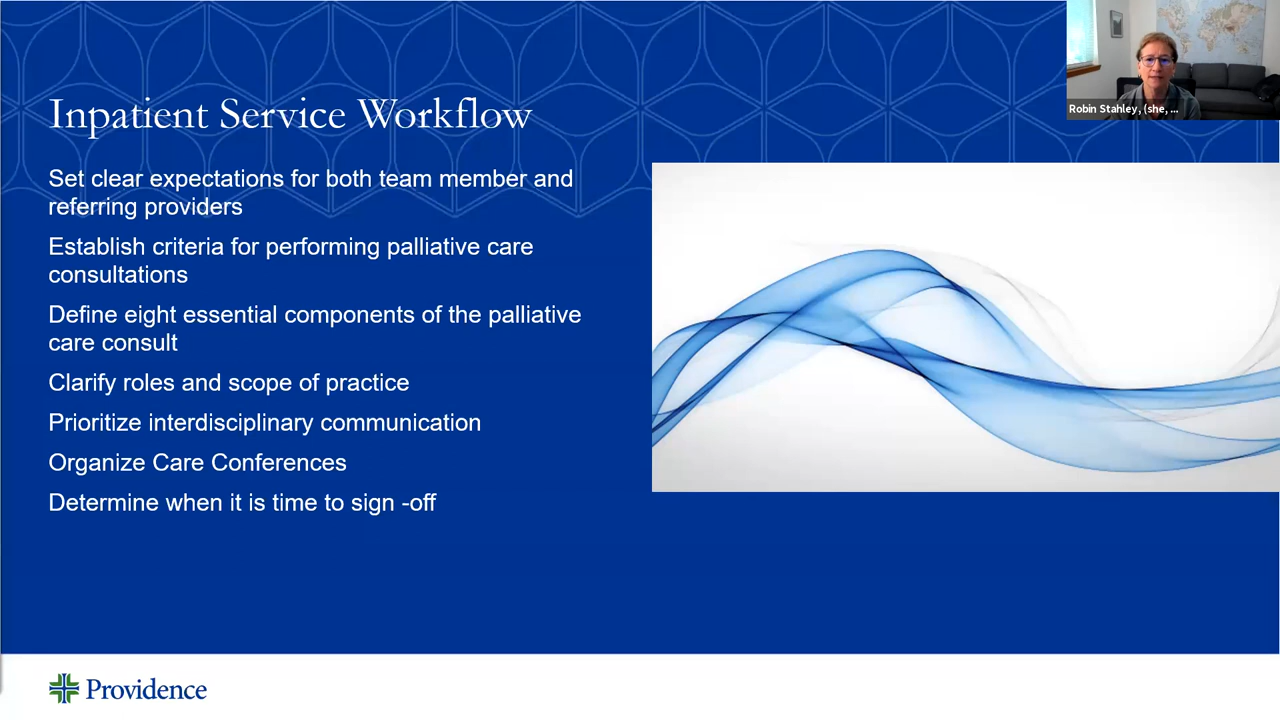 Robin Stahley, (she, ...
Inpatient Service Workflow
Set clear expectations for both team member and
referring providers
Establish criteria for performing palliative care
consultations
Define eight essential components of the palliative
care consult
Clarify roles and scope of practice
Prioritize interdisciplinary communication
Organize Care Conferences
Determine when it is time to sign -off
Providence